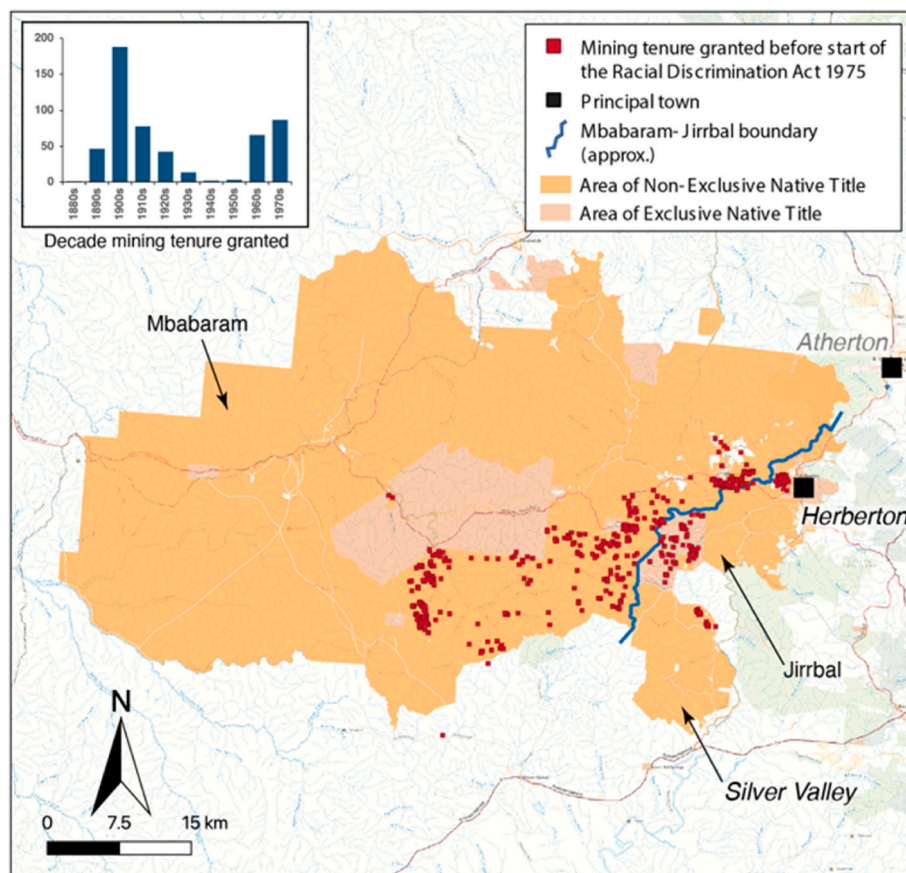 200
150
100
50
0
1880s
1890s
1900s
1910s
1920s
1930s
1940s
1950s
1960s
1970s
Decade mining tenure granted
Mining tenure granted before start of
the Racial Discrimination Act 1975
Principal town
Mbabaram- Jirrbal boundary
(approx.)
Area of Non-Exclusive Native Title
Area of Exclusive Native Title
Mbabaram
Atherton
Herberton
Jirrbal
Silver Valley
N
0 7.5 15 km